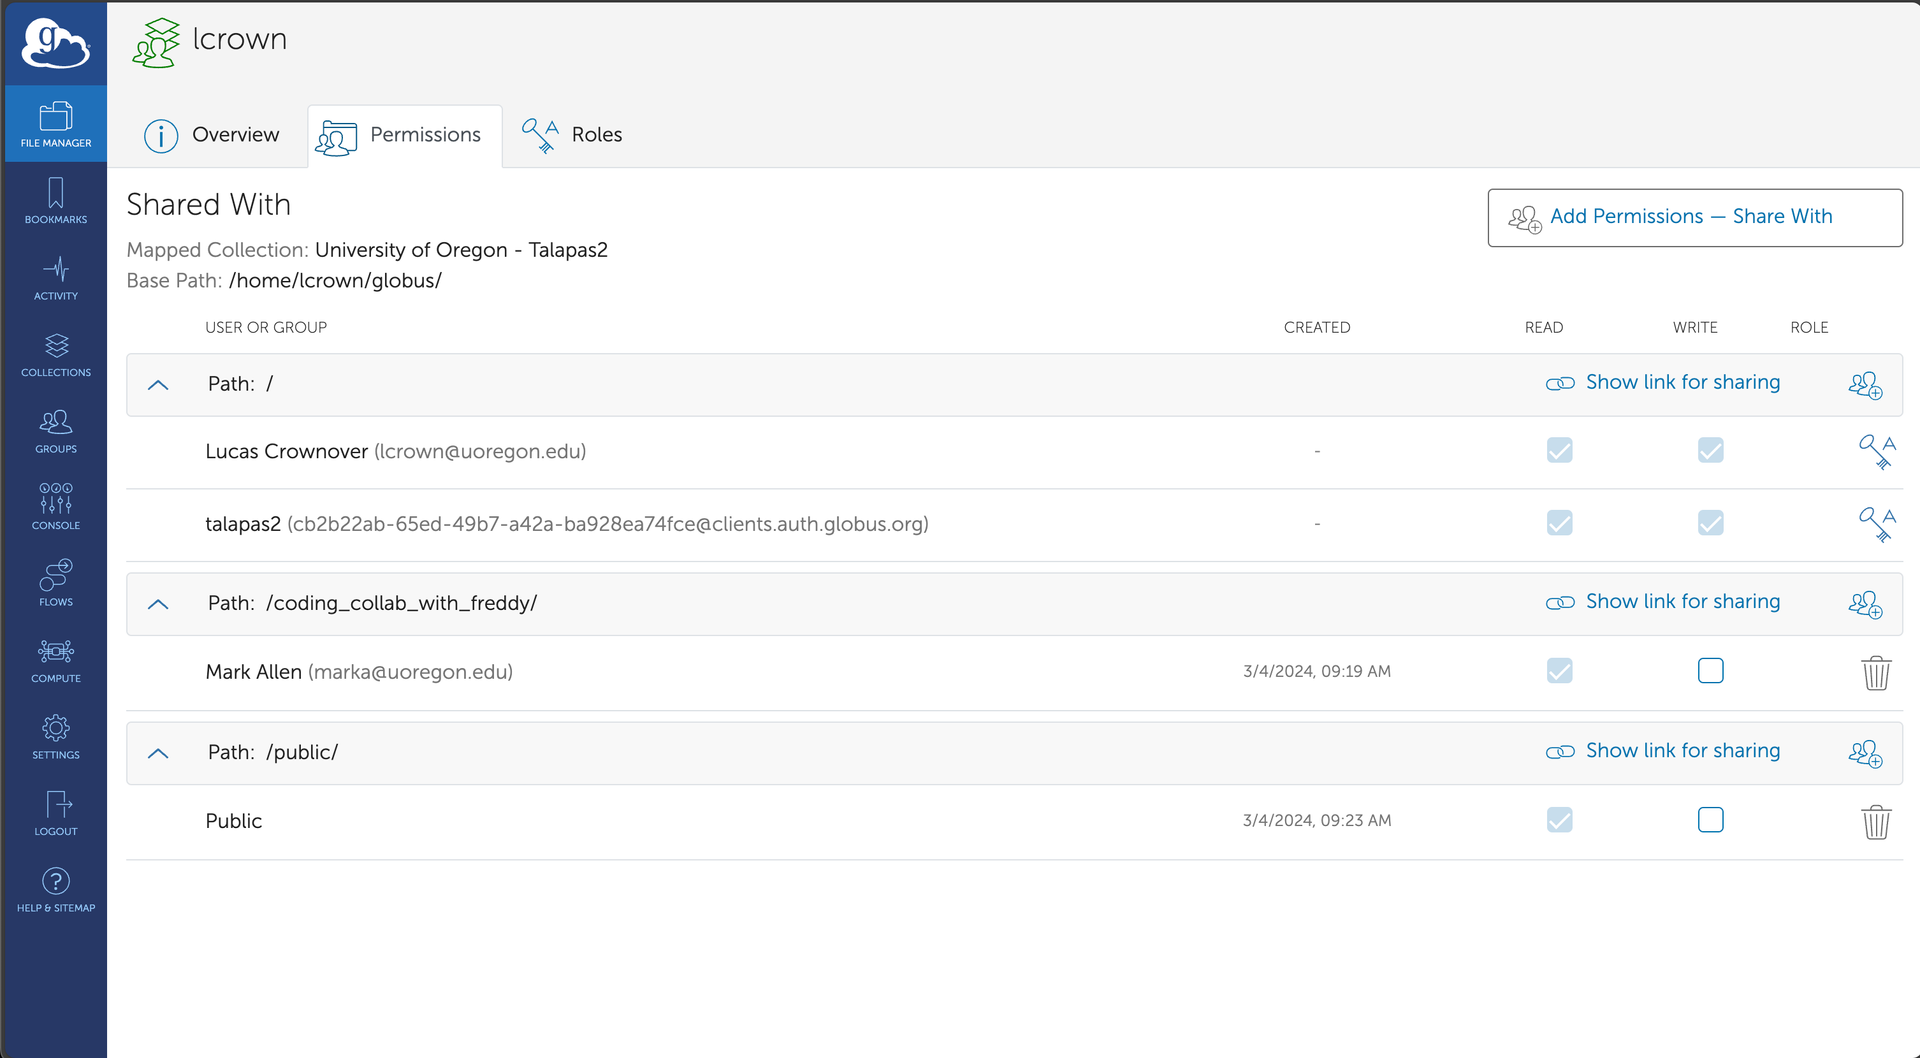 g
lcrown
FILE MANAGER
BOOKMARKS
ACTIVITY
COLLECTIONS
GROUPS
CONSOLE
FLOWS
COMPUTE
SETTINGS
LOGOUT
HELP & SITEMAP
Overview
Permissions
Roles
Shared With
Add Permissions — Share With
Mapped Collection: University of Oregon - Talapas2
Base Path: /home/lcrown/globus/
USER OR GROUP CREATED READ WRITE ROLE
Path: / Show link for sharing
Lucas Crownover (lcrown@uoregon.edu) -
talapas2 (cb2b22ab-65ed-49b7-a42a-ba928ea74fce@clients.auth.globus.org) -
Path: /coding_collab_with_freddy/ Show link for sharing
Mark Allen (marka@uoregon.edu) 3/4/2024, 09:19 AM
Path: /public/ Show link for sharing
Public 3/4/2024, 09:23 AM